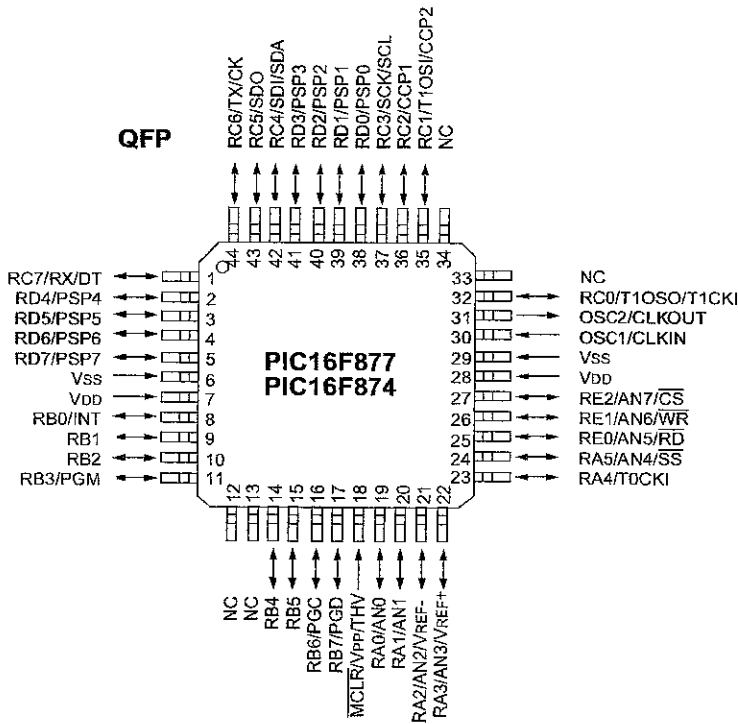 QFP
RC6/TX/CK
RC5/SDO
RC4/SDI/SDA
RD3/PSP3
RD2/PSP2
RD1/PSP1
RD0/PSP0
RC3/SCK/SCL
RC2/CCP1
RC1/T1OSI/CCP2
NC
44
43
42
41
40
39
38
37
36
35
34
RC7/RX/DT 1
RD4/PSP4 2
RD5/PSP5 3
RD6/PSP6 4
RD7/PSP7 5
VSS 6
VDD 7
RB0/INT 8
RB1 9
RB2 10
RB3/PGM 11
PIC16F877
PIC16F874
33 NC
32 RC0/T1OSO/T1CKI
31 OSC2/CLKOUT
30 OSC1/CLKIN
29 VSS
28 VDD
27 RE2/AN7/CS
26 RE1/AN6/WR
25 RE0/AN5/RD
24 RA5/AN4/SS
23 RA4/T0CKI
12
13
14
15
16
17
18
19
20
21
22
NC
NC
RB4
RB5
RB6/PGC
RB7/PGD
MCLR/VPP/THV
RA0/AN0
RA1/AN1
RA2/AN2/VREF-
RA3/AN3/VREF+